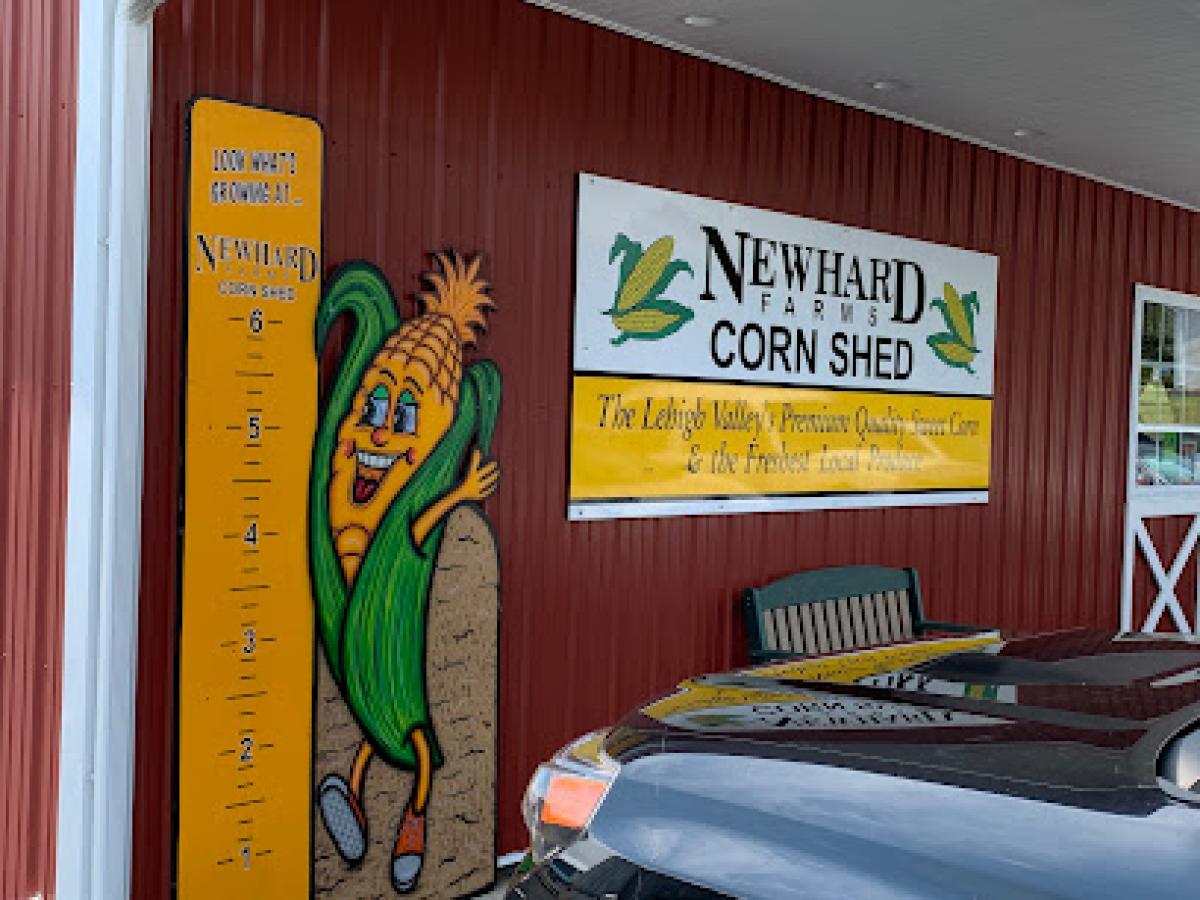 LOOK WHAT'S
GROWING AT...
NEWHARD
FARMS
CORN SHED
6
5
4
3
2
1
NEWHARD
FARMS
CORN SHED
The Lehigh Valley's Premium Quality Sweet Corn
& the Freshest Local Produce